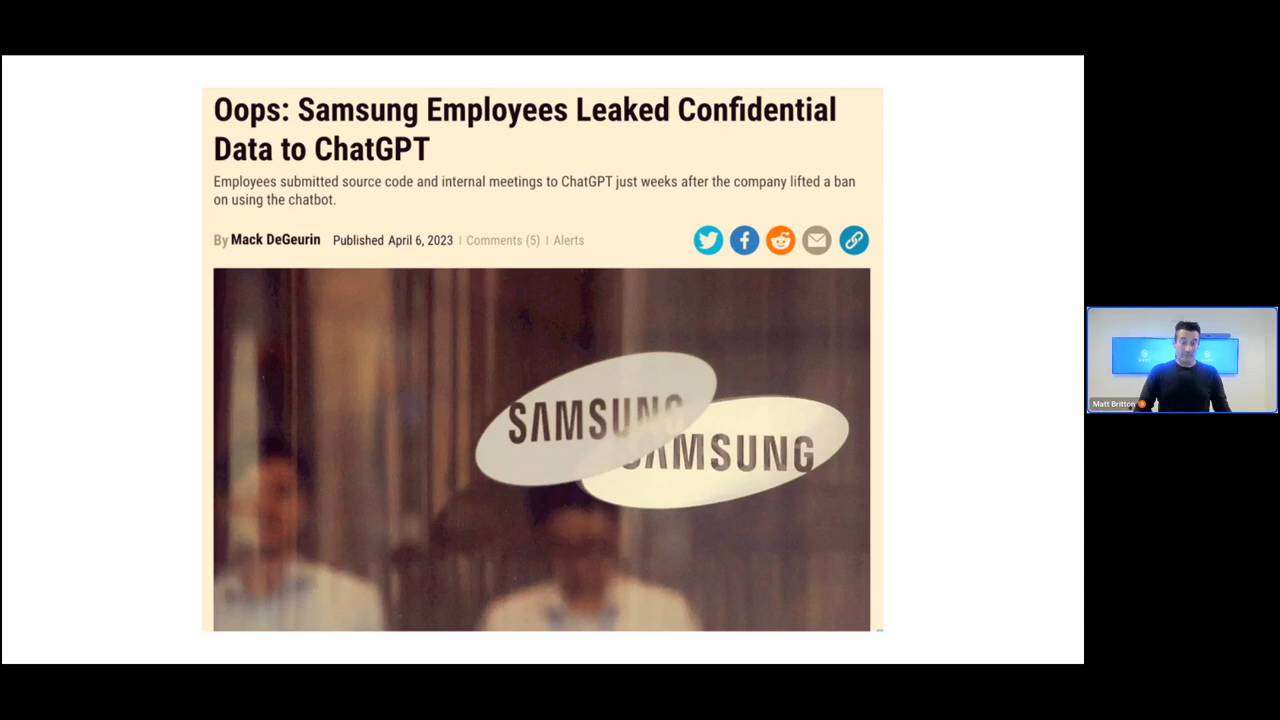 Oops: Samsung Employees Leaked Confidential
Data to ChatGPT
Employees submitted source code and internal meetings to ChatGPT just weeks after the company lifted a ban
on using the chatbot.
By Mack DeGeurin Published April 6, 2023 | Comments (5) | Alerts
SAMSUNG
SAMSUNG
Matt Britton